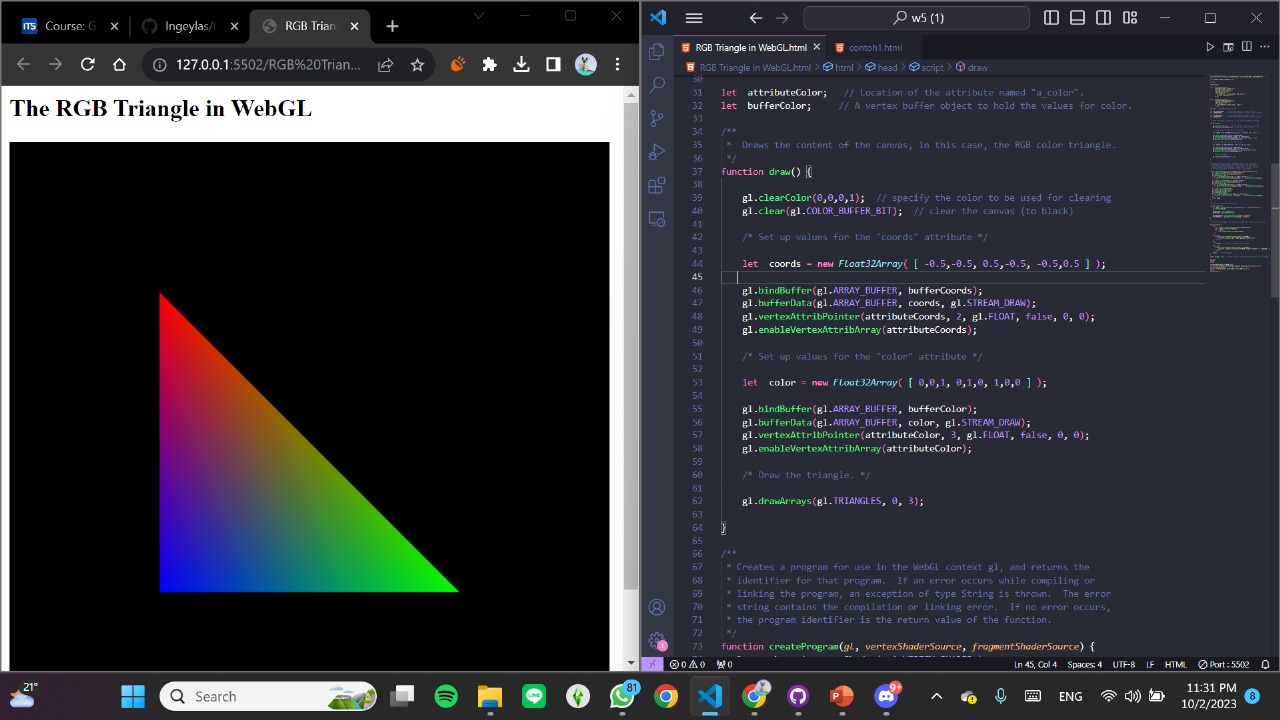 Course: G
Ingeylas/
RGB Trian
127.0.0.1:5502/RGB%20Trian...
The RGB Triangle in WebGL
w5 (1)
RGB Triangle in WebGL.html
contoh1.html
RGB Triangle in WebGL.html > html > head > script > draw
30
31 let attributeColor; // Location of the attribute named "a_color".
32 let bufferColor; // A vertex buffer object to hold the values for color.
33
34 /**
35 * Draws the content of the canvas, in this case, the RGB color triangle.
36 */
37 function draw() {
38
39 gl.clearColor(0,0,0,1); // specify the color to be used for clearing
40 gl.clear(gl.COLOR_BUFFER_BIT); // clear the canvas (to black)
41
42 /* Set up values for the "coords" attribute */
43
44 let coords = new Float32Array( [ -0.5,-0.5, 0.5,-0.5, -0.5,0.5 ] );
45
46 gl.bindBuffer(gl.ARRAY_BUFFER, bufferCoords);
47 gl.bufferData(gl.ARRAY_BUFFER, coords, gl.STREAM_DRAW);
48 gl.vertexAttribPointer(attributeCoords, 2, gl.FLOAT, false, 0, 0);
49 gl.enableVertexAttribArray(attributeCoords);
50
51 /* Set up values for the "color" attribute */
52
53 let color = new Float32Array( [ 0,0,1, 0,1,0, 1,0,0 ] );
54
55 gl.bindBuffer(gl.ARRAY_BUFFER, bufferColor);
56 gl.bufferData(gl.ARRAY_BUFFER, color, gl.STREAM_DRAW);
57 gl.vertexAttribPointer(attributeColor, 3, gl.FLOAT, false, 0, 0);
58 gl.enableVertexAttribArray(attributeColor);
59
60 /* Draw the triangle. */
61
62 gl.drawArrays(gl.TRIANGLES, 0, 3);
63
64 }
65
66 /**
67 * Creates a program for use in the WebGL context gl, and returns the
68 * identifier for that program. If an error occurs while compiling or
69 * linking the program, an exception of type String is thrown. The error
70 * string contains the compilation or linking error. If no error occurs,
71 * the program identifier is the return value of the function.
72 */
73 function createProgram(gl, vertexShaderSource, fragmentShaderSource) {
0 0 0 Ln 45, Col 4 Spaces: 4 UTF-8 LF HTML Port : 5502
21°
Search
81
9+
ENG
11:31 PM
10/2/2023
8